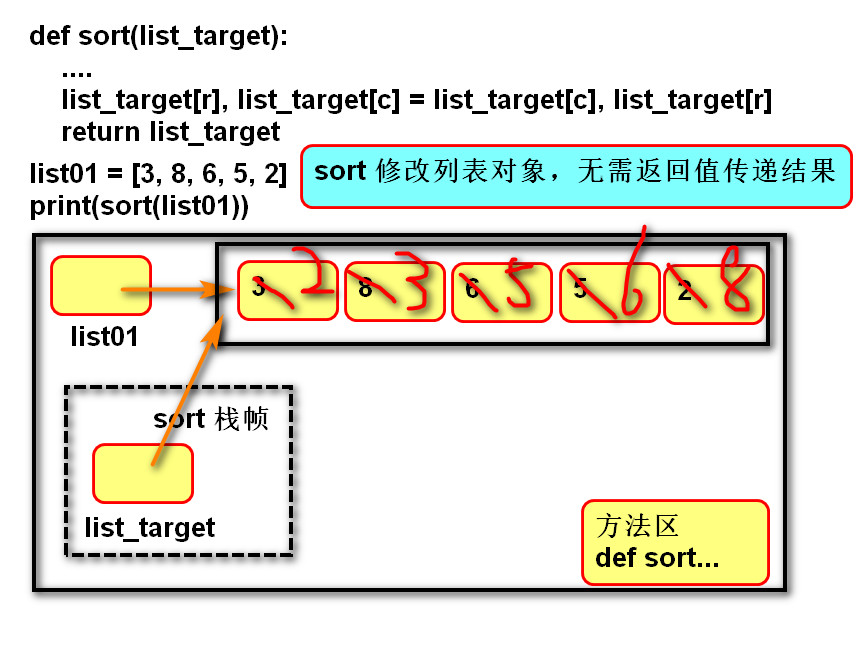 def sort(list_target):
....
list_target[r], list_target[c] = list_target[c], list_target[r]
return list_target
list01 = [3, 8, 6, 5, 2]
print(sort(list01))
sort 修改列表对象，无需返回值传递结果
3 2 8 3 6 5 5 6 2 8
list01
sort 栈帧
list_target
方法区
def sort...